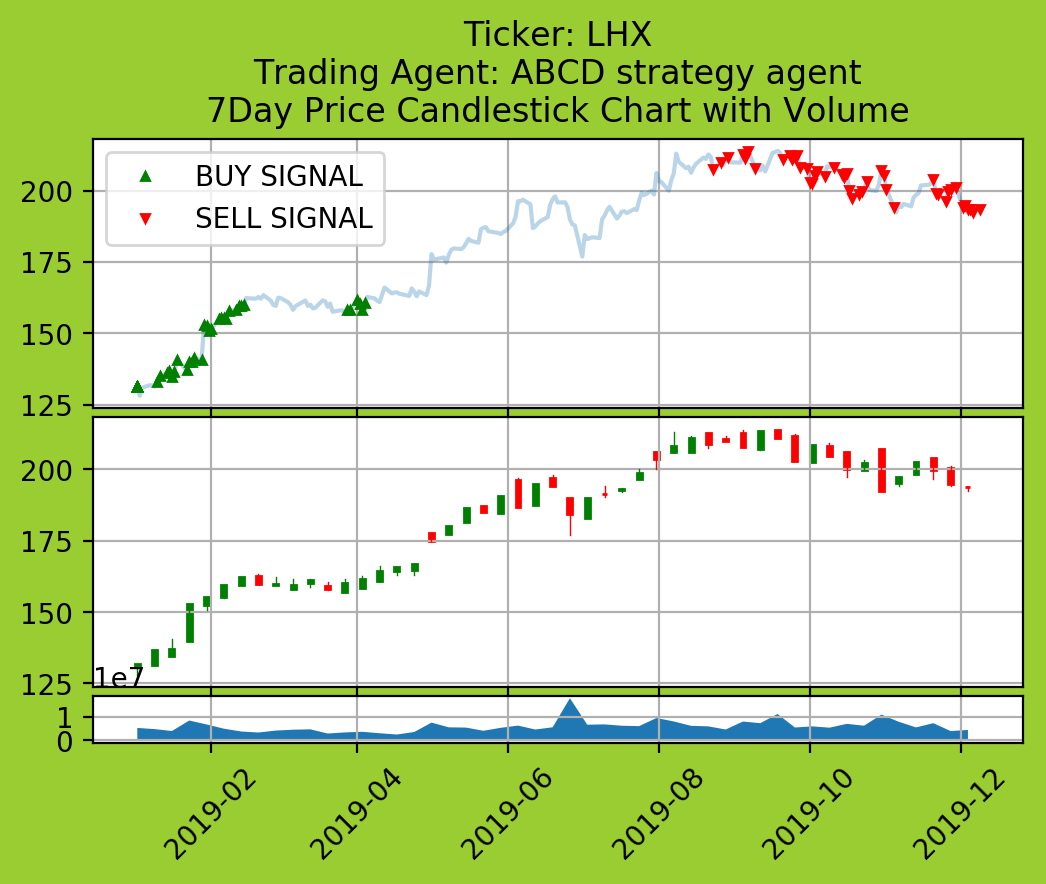 Ticker: LHX
Trading Agent: ABCD strategy agent
7Day Price Candlestick Chart with Volume
BUY SIGNAL
SELL SIGNAL
200
175
150
125
200
175
150
125
1e7
1
0
2019-02
2019-04
2019-06
2019-08
2019-10
2019-12